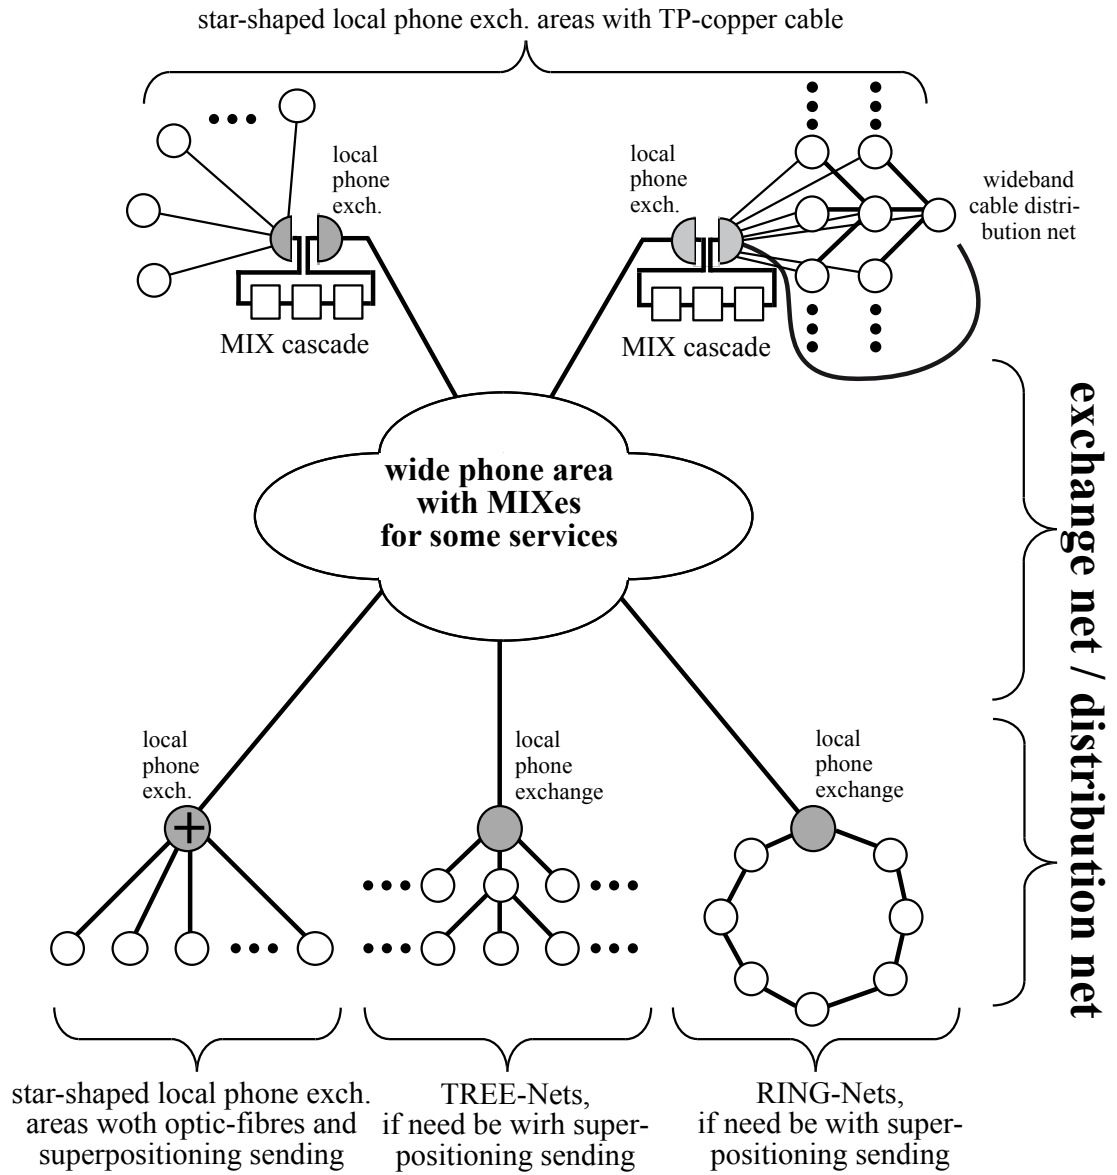 star-shaped local phone exch. areas with TP-copper cable
local
phone
exch.
local
phone
exch.
wideband
cable distri-
bution net
MIX cascade
MIX cascade
wide phone area
with MIXes
for some services
exchange net / distribution net
local
phone
exch.
local
phone
exchange
local
phone
exchange
star-shaped local phone exch.
areas woth optic-fibres and
superpositioning sending
TREE-Nets,
if need be wirh super-
positioning sending
RING-Nets,
if need be with super-
positioning sending